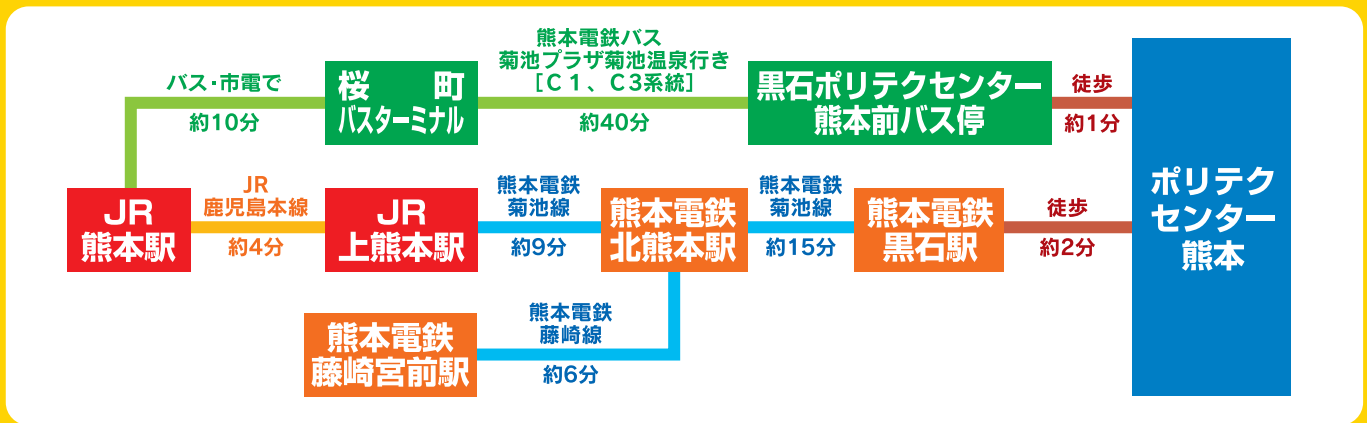 バス・市電で
約10分
桜　町
バスターミナル
熊本電鉄バス
菊池プラザ菊池温泉行き
［C１、C3系統］
約40分
黒石ポリテクセンター
熊本前バス停
徒歩
約1分
JR
熊本駅
JR
鹿児島本線
約4分
JR
上熊本駅
熊本電鉄
菊池線
約9分
熊本電鉄
北熊本駅
熊本電鉄
菊池線
約15分
熊本電鉄
黒石駅
徒歩
約2分
ポリテク
センター
熊本
熊本電鉄
藤崎宮前駅
熊本電鉄
藤崎線
約6分